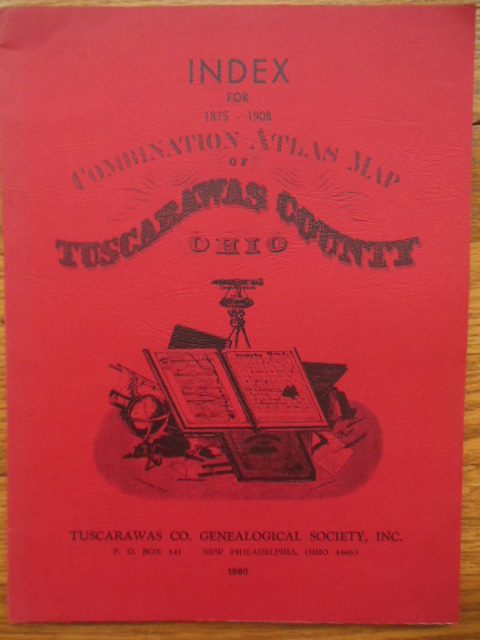 INDEX
FOR
1875 - 1908
COMBINATION ATLAS MAP
OF
TUSCARAWAS COUNTY
OHIO
TUSCARAWAS CO. GENEALOGICAL SOCIETY, INC.
P. O. BOX 141 NEW PHILADELPHIA, OHIO 44663
1980